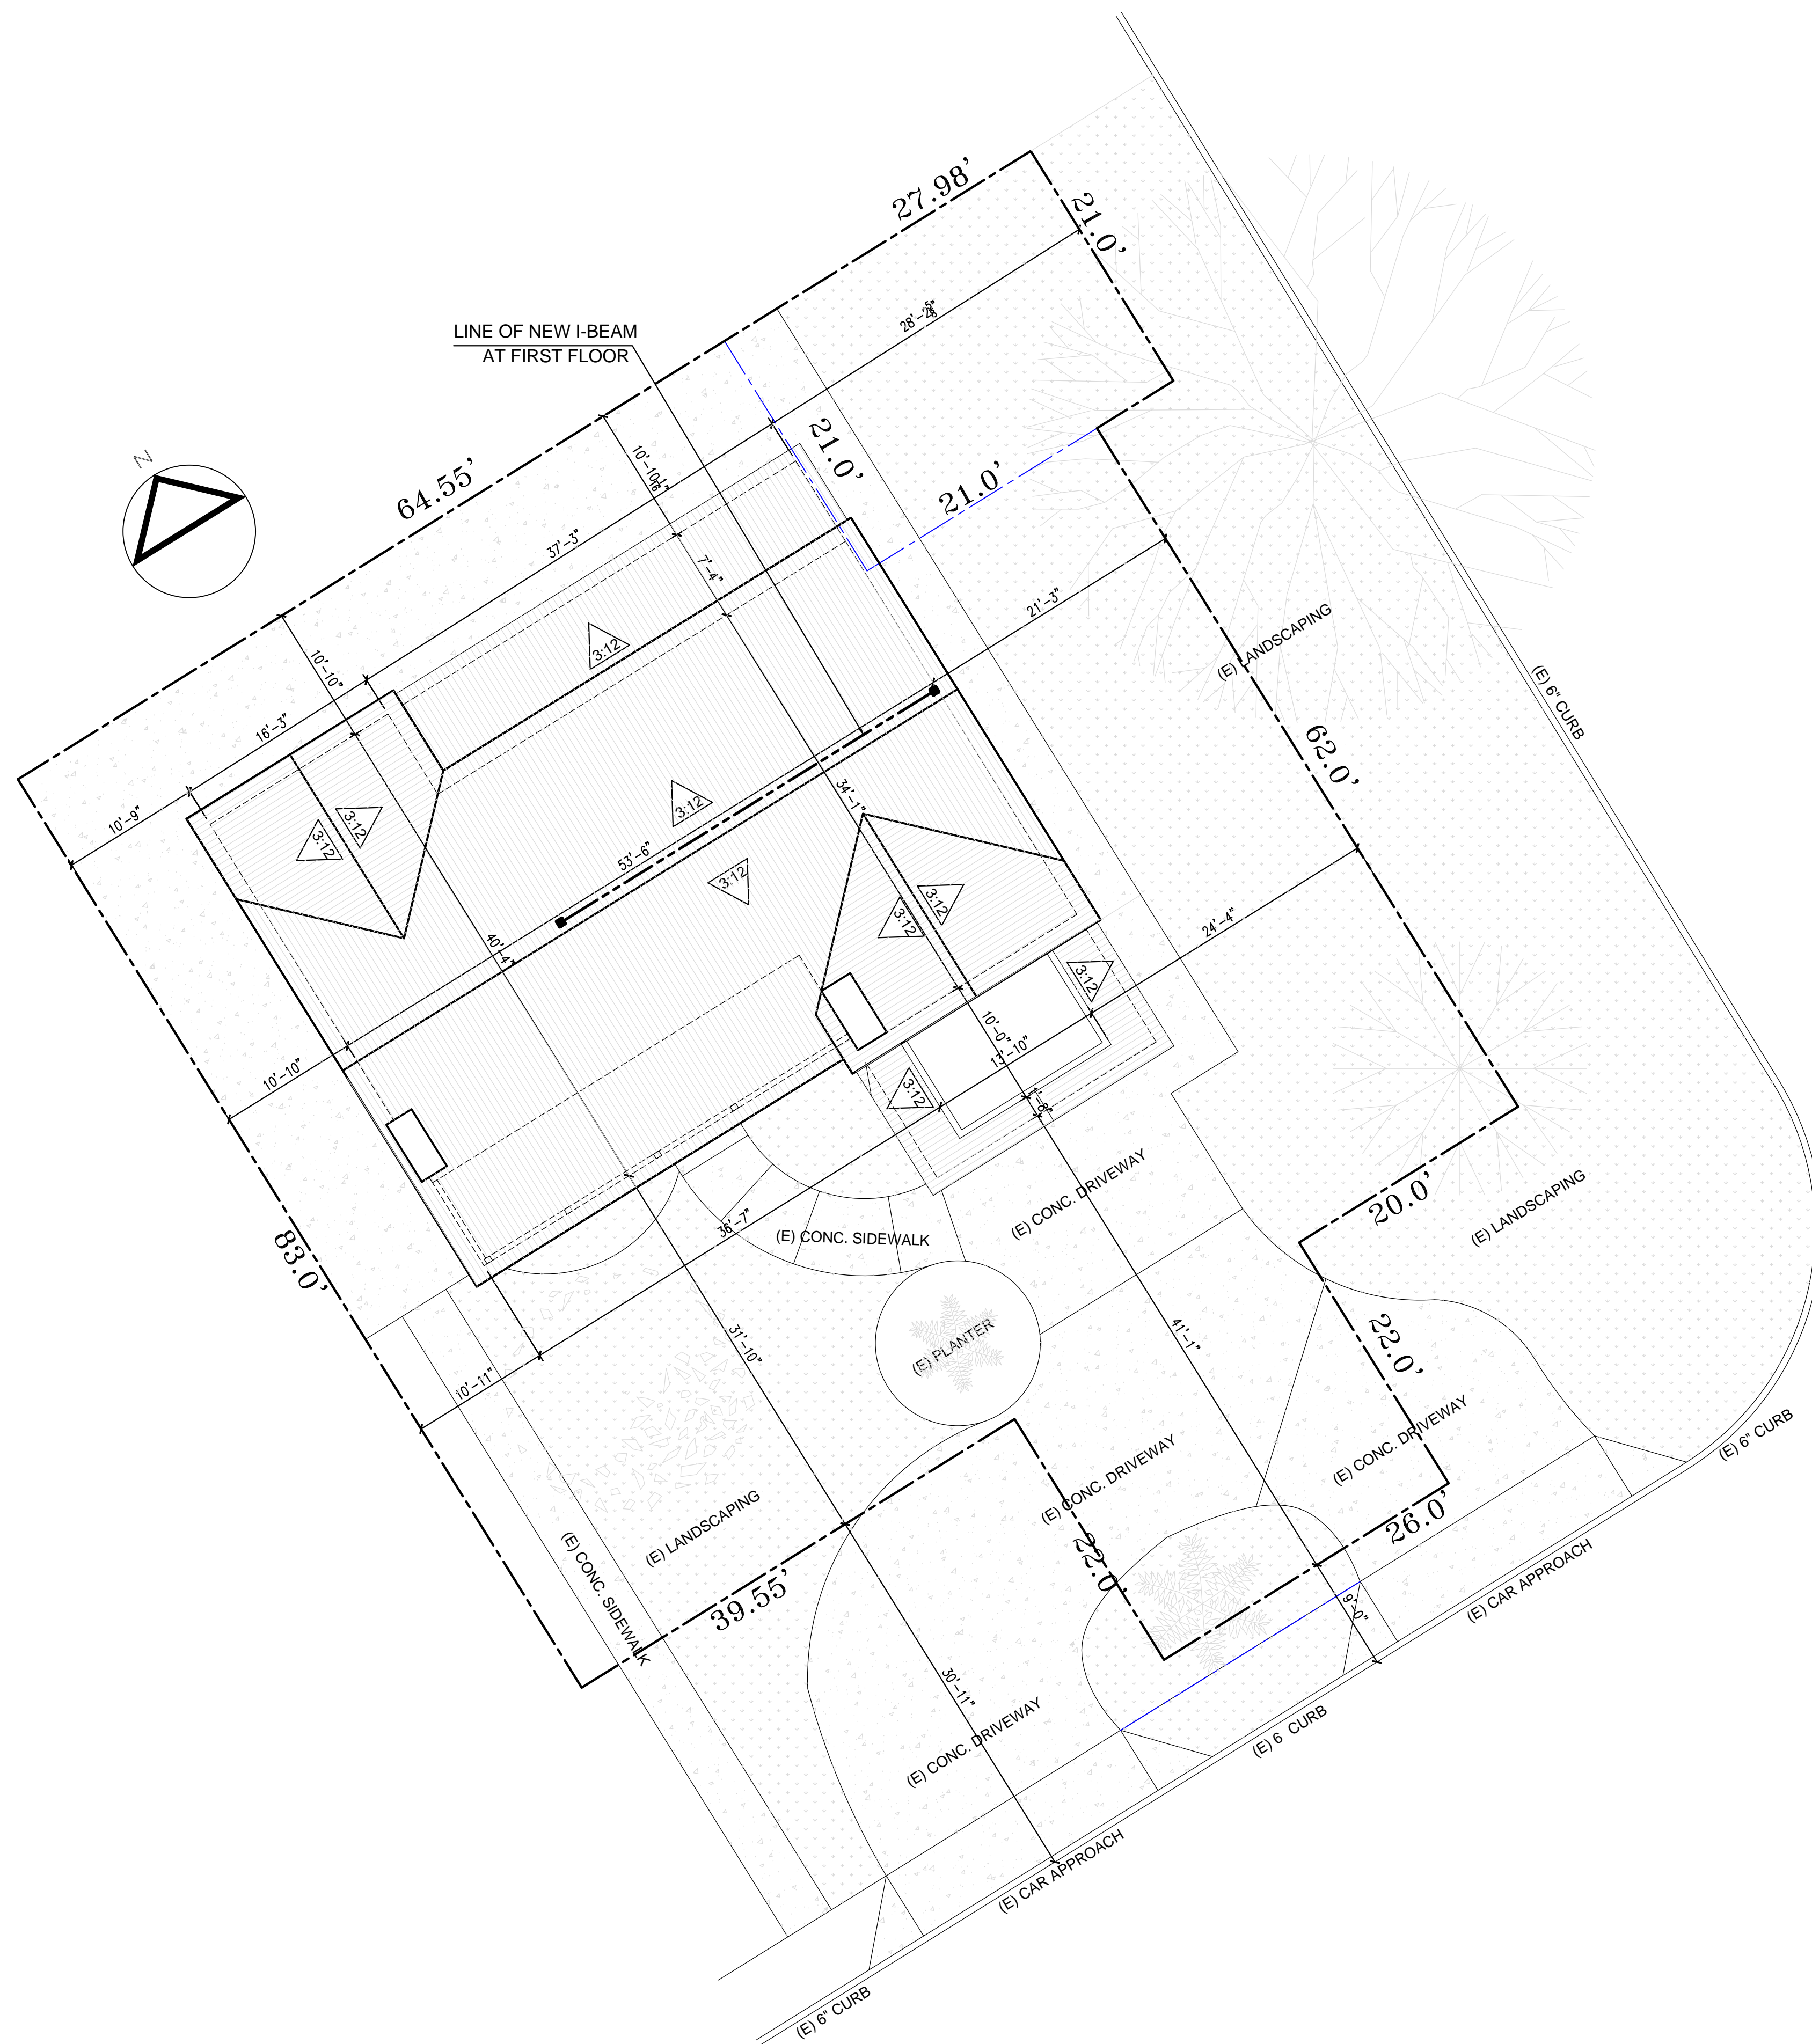 27.98'
21.0'
LINE OF NEW I-BEAM
AT FIRST FLOOR
N
64.55'
10'-10
37'-3"
7'-4"
21.0'
21.0'
10'-10"
16'-3"
10'-9"
21'-3"
(E) LANDSCAPING
(E) 6" CURB
62.0'
3:12
3:12
3:12
3:12
3:12
53'-6"
34'-1"
40'-4"
3:12
3:12
3:12
3:12
24'-4"
10'-10"
10'-0"
13'-10"
1'-8"
36'-7"
(E) CONC. SIDEWALK
(E) CONC. DRIVEWAY
20.0'
(E) LANDSCAPING
83.0'
31'-10"
(E) PLANTER
41'-1"
22.0'
10'-11"
(E) CONC. DRIVEWAY
(E) CONC. DRIVEWAY
(E) 6" CURB
(E) LANDSCAPING
(E) CONC. SIDEWALK
39.55'
22.0'
26.0'
9'-0"
(E) CAR APPROACH
30'-11"
(E) CONC. DRIVEWAY
(E) 6 CURB
(E) CAR APPROACH
(E) 6" CURB